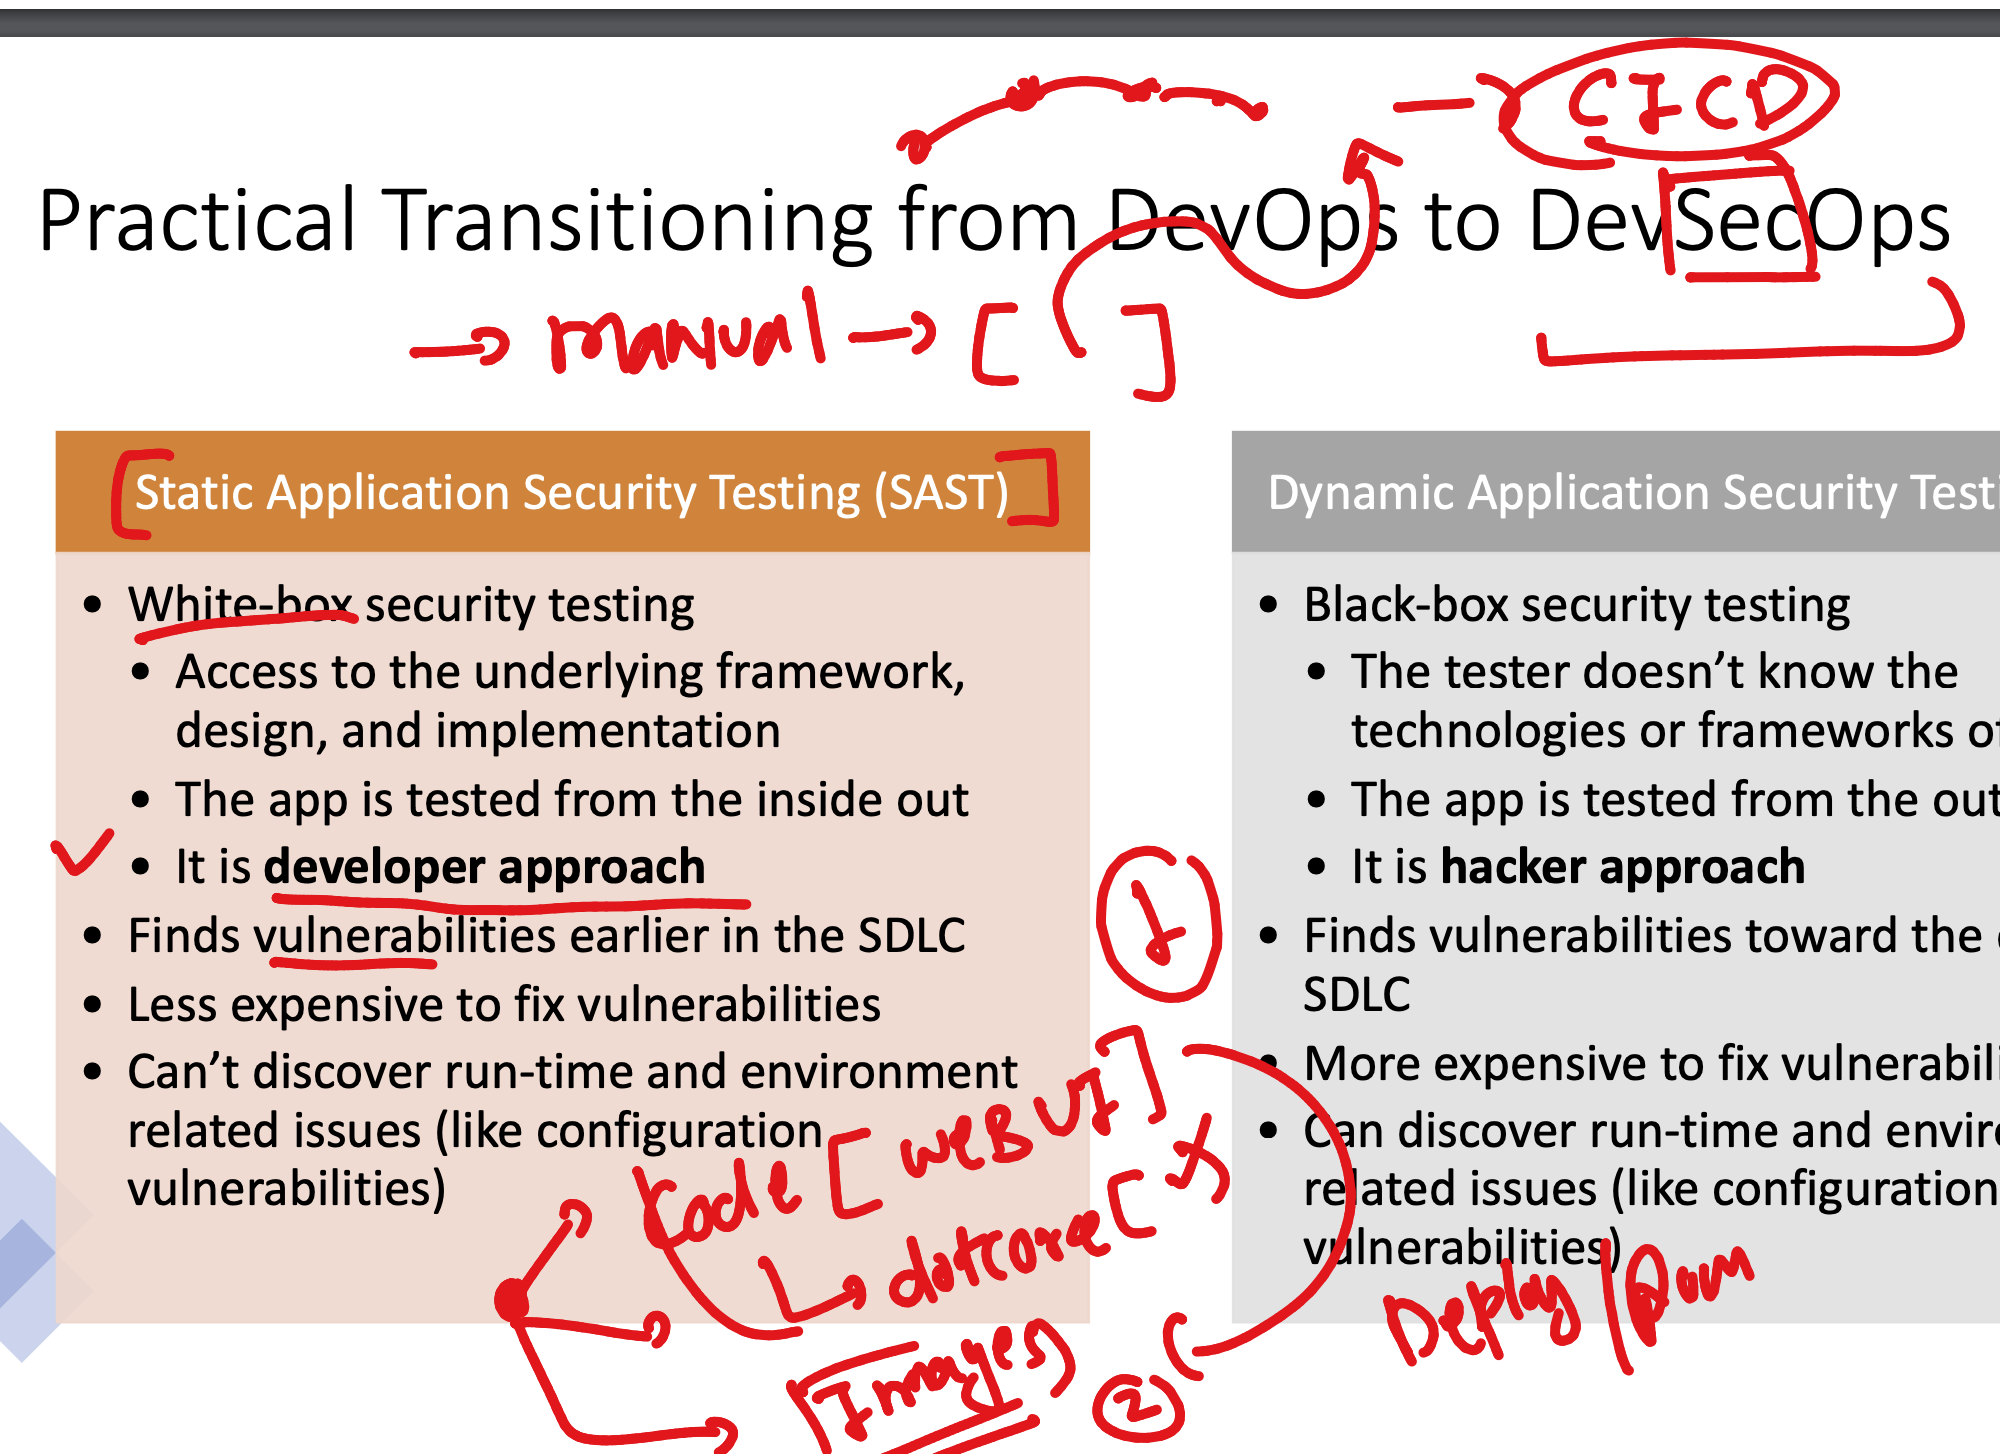 CICD
Practical Transitioning from DevOps to DevSecOps
manual
Static Application Security Testing (SAST)
• White-box security testing
• Access to the underlying framework,
design, and implementation
• The app is tested from the inside out
• It is developer approach
• Finds vulnerabilities earlier in the SDLC
• Less expensive to fix vulnerabilities
• Can’t discover run-time and environment
related issues (like configuration
vulnerabilities)
Code [WEB UI]
dotcore
Images
1
2
Dynamic Application Security Testi
• Black-box security testing
• The tester doesn’t know the
technologies or frameworks of
• The app is tested from the out
• It is hacker approach
• Finds vulnerabilities toward the
SDLC
• More expensive to fix vulnerabili
• Can discover run-time and enviro
related issues (like configuration
vulnerabilities)
Deploy / Run